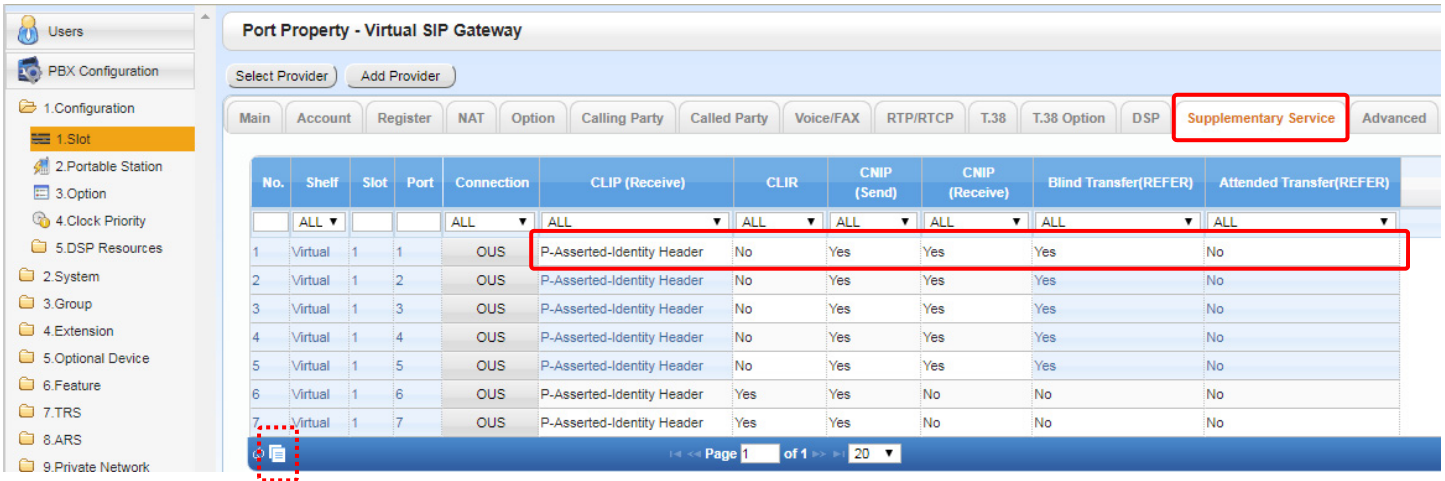 Users
PBX Configuration
1.Configuration
1.Slot
2.Portable Station
3.Option
4.Clock Priority
5.DSP Resources
2.System
3.Group
4.Extension
5.Optional Device
6.Feature
7.TRS
8.ARS
9.Private Network
Port Property - Virtual SIP Gateway
Select Provider Add Provider
Main Account Register NAT Option Calling Party Called Party Voice/FAX RTP/RTCP T.38 T.38 Option DSP Supplementary Service Advanced
No. Shelf Slot Port Connection CLIP (Receive) CLIR CNIP (Send) CNIP (Receive) Blind Transfer(REFER) Attended Transfer(REFER)
ALL ALL ALL ALL ALL ALL ALL ALL
1 Virtual 1 1 OUS P-Asserted-Identity Header No Yes Yes Yes No
2 Virtual 1 2 OUS P-Asserted-Identity Header No Yes Yes Yes No
3 Virtual 1 3 OUS P-Asserted-Identity Header No Yes Yes Yes No
4 Virtual 1 4 OUS P-Asserted-Identity Header No Yes Yes Yes No
5 Virtual 1 5 OUS P-Asserted-Identity Header No Yes Yes Yes No
6 Virtual 1 6 OUS P-Asserted-Identity Header Yes Yes No No No
7 Virtual 1 7 OUS P-Asserted-Identity Header Yes Yes No No No
Page 1 of 1 20